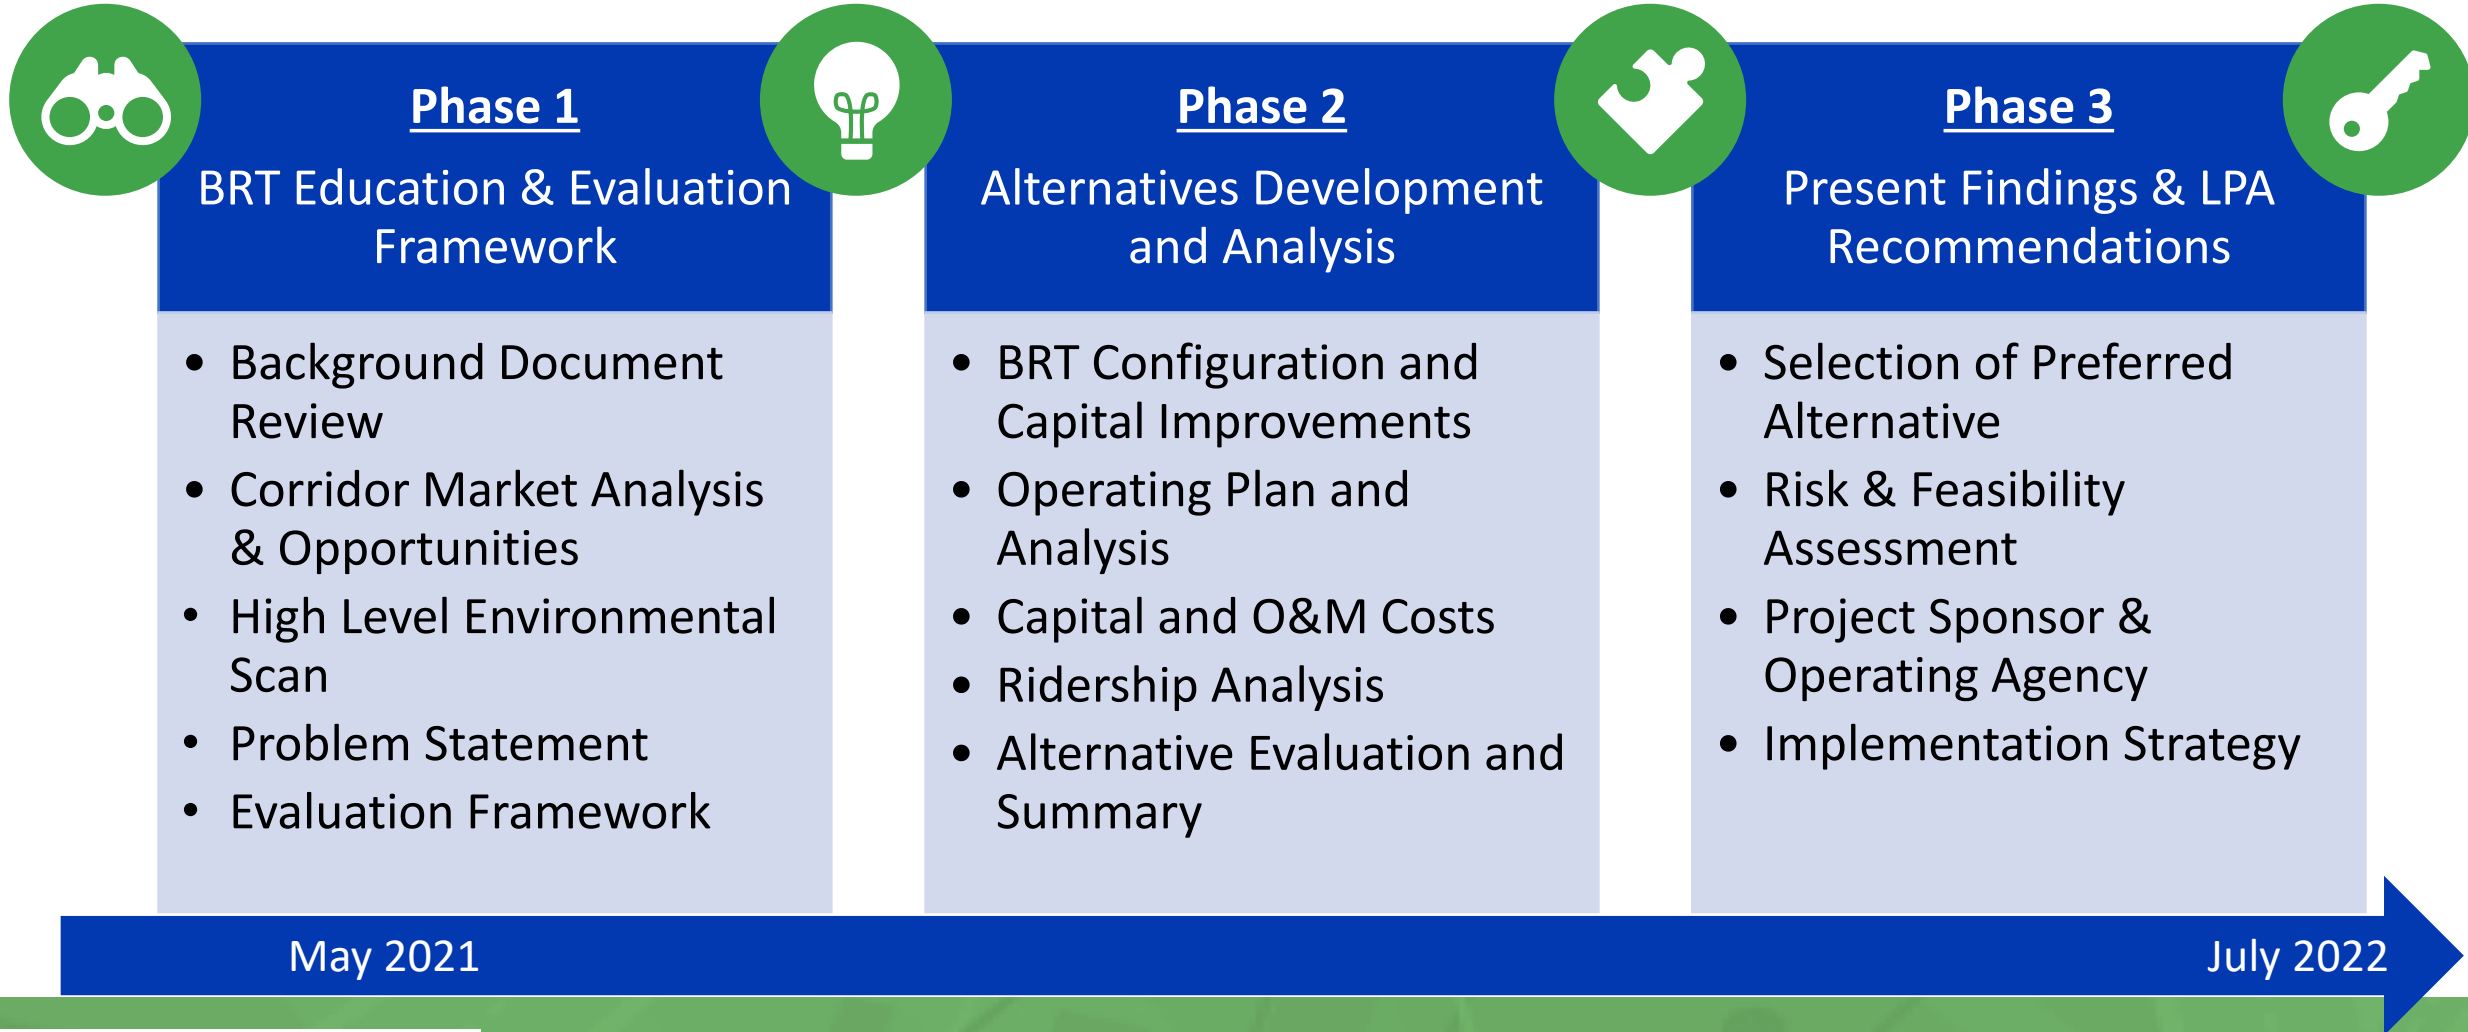 Phase 1
BRT Education & Evaluation
Framework
• Background Document
Review
• Corridor Market Analysis
& Opportunities
• High Level Environmental
Scan
• Problem Statement
• Evaluation Framework
Phase 2
Alternatives Development
and Analysis
• BRT Configuration and
Capital Improvements
• Operating Plan and
Analysis
• Capital and O&M Costs
• Ridership Analysis
• Alternative Evaluation and
Summary
Phase 3
Present Findings & LPA
Recommendations
• Selection of Preferred
Alternative
• Risk & Feasibility
Assessment
• Project Sponsor &
Operating Agency
• Implementation Strategy
May 2021
July 2022